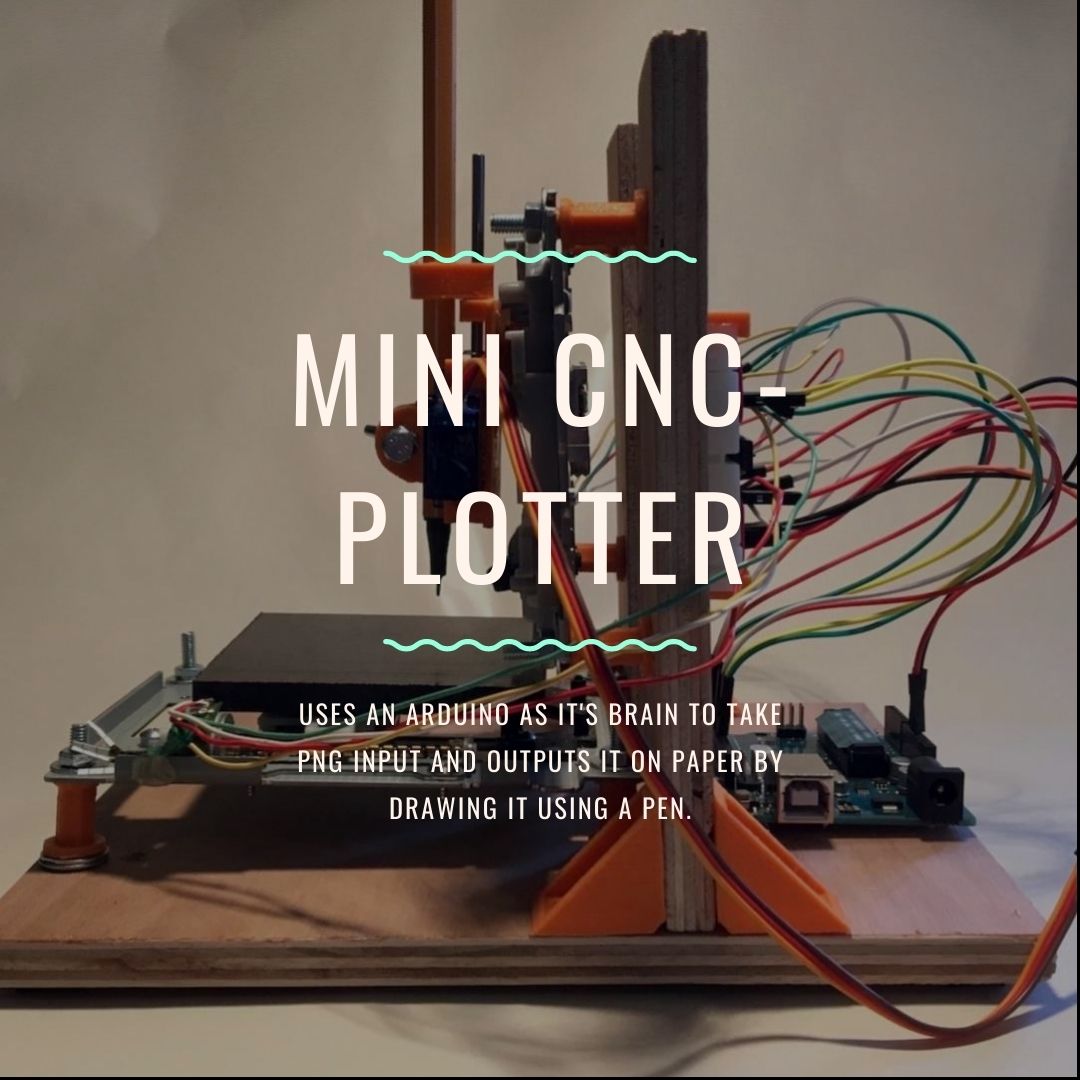 MINI CNC-
PLOTTER
USES AN ARDUINO AS IT'S BRAIN TO TAKE
PNG INPUT AND OUTPUTS IT ON PAPER BY
DRAWING IT USING A PEN.